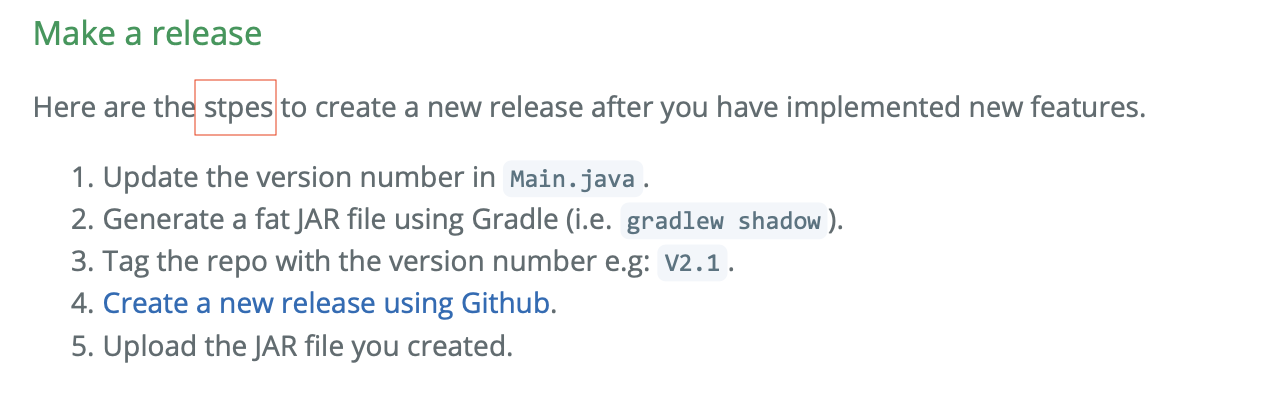 Make a release
Here are the stpes to create a new release after you have implemented new features.
1. Update the version number in Main.java.
2. Generate a fat JAR file using Gradle (i.e. gradlew shadow).
3. Tag the repo with the version number e.g: V2.1.
4. Create a new release using Github.
5. Upload the JAR file you created.